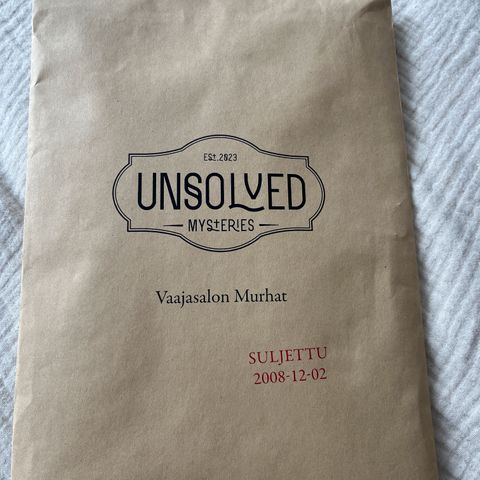 EST.2023
UNSOLVED
MYSTERIES
Vaajasalon Murhat
SULJETTU
2008-12-02